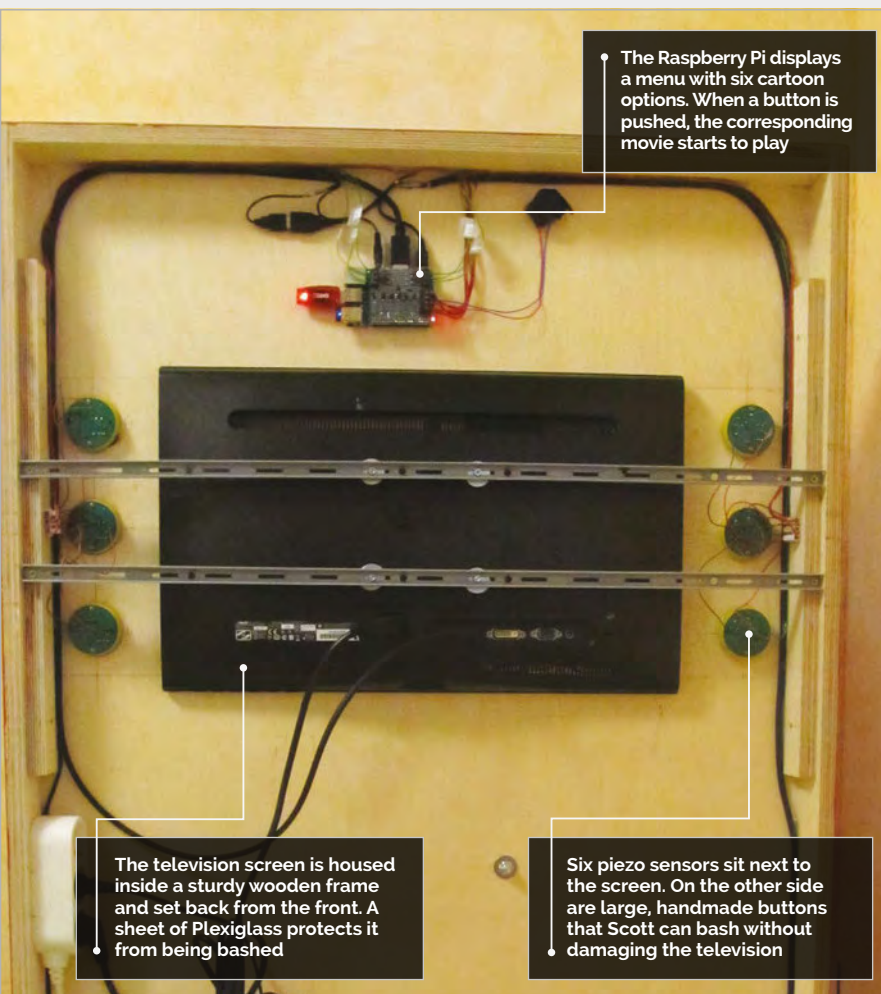 The Raspberry Pi displays
a menu with six cartoon
options. When a button is
pushed, the corresponding
movie starts to play
The television screen is housed
inside a sturdy wooden frame
and set back from the front. A
sheet of Plexiglass protects it
from being bashed
Six piezo sensors sit next to
the screen. On the other side
are large, handmade buttons
that Scott can bash without
damaging the television